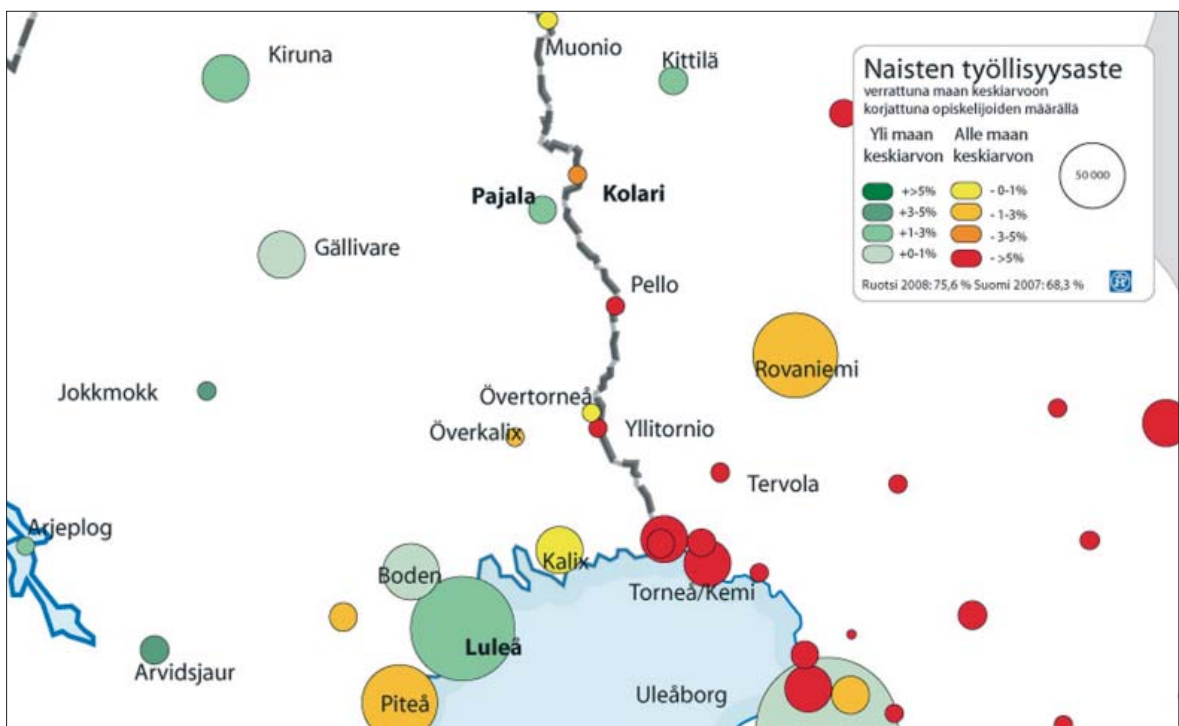 Muonio
Kiruna
Kittilä
Naisten työllisyysaste
verrattuna maan keskiarvoon
korjattuna opiskelijoiden määrällä
Yli maan
keskiarvon
Alle maan
keskiarvon
50 000
+>5%
- 0-1%
+3-5%
- 1-3%
+1-3%
- 3-5%
+0-1%
- >5%
Ruotsi 2008: 75,6 % Suomi 2007: 68,3 %
Pajala
Kolari
Gällivare
Pello
Rovaniemi
Jokkmokk
Övertorneå
Överkalix
Yllitornio
Tervola
Arjeplog
Boden
Kalix
Torneå/Kemi
Luleå
Arvidsjaur
Piteå
Uleåborg